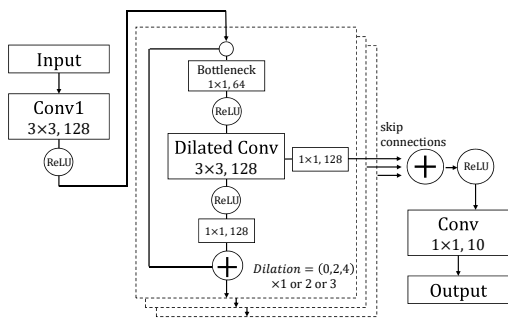 Input
Conv1
3×3, 128
ReLU
Bottleneck
1×1, 64
ReLU
Dilated Conv
3×3, 128
1×1, 128
ReLU
1×1, 128
+
Dilation = (0,2,4)
×1 or 2 or 3
skip
connections
+
ReLU
Conv
1×1, 10
Output